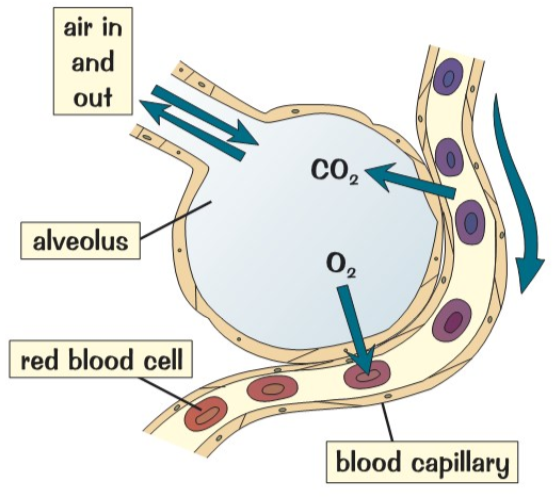 air in
and
out
CO₂
alveolus
O₂
red blood cell
blood capillary